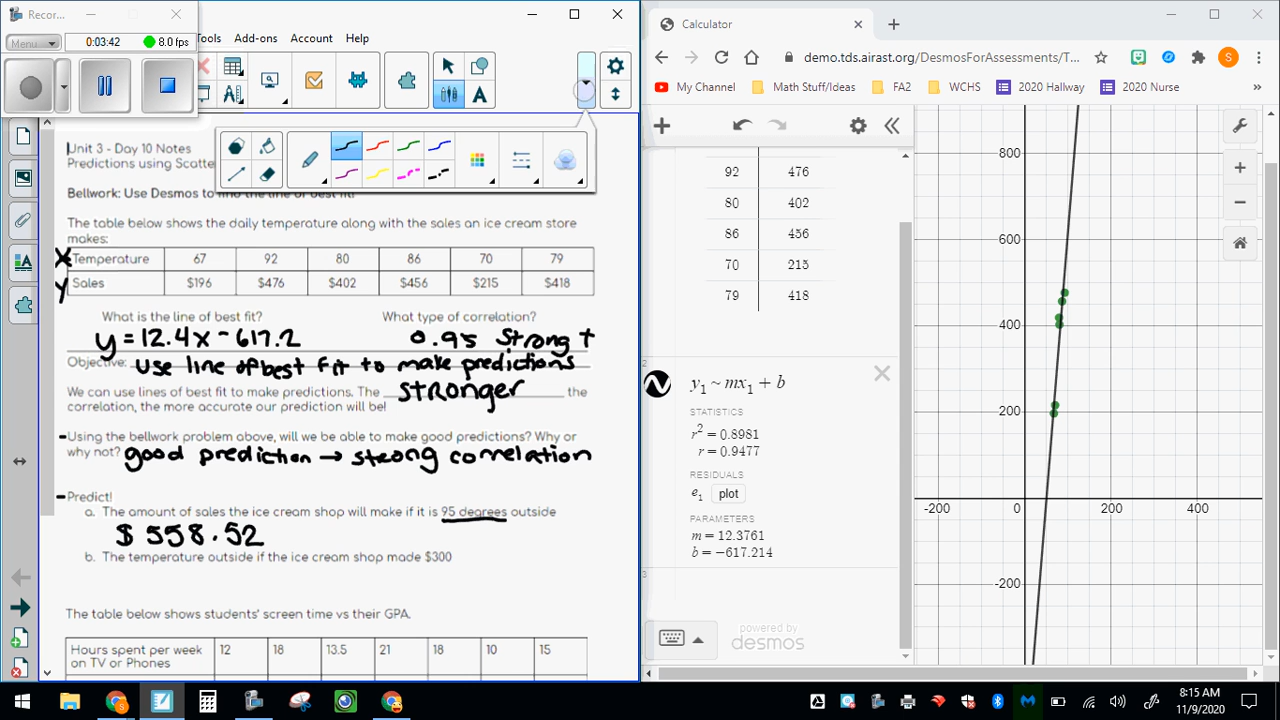 Recor...
Menu
0:03:42
8.0 fps
Tools Add-ons Account Help
Unit 3 - Day 10 Notes
Predictions using Scatte
Bellwork: Use Desmos to find the line of best fit!
The table below shows the daily temperature along with the sales an ice cream store
makes:
X Temperature 67 92 80 86 70 79
y Sales $196 $476 $402 $456 $215 $418
What is the line of best fit? What type of correlation?
y = 12.4x - 617.2 0.95 Strong +
Objective: Use line of best fit to make predictions
We can use lines of best fit to make predictions. The stronger the
correlation, the more accurate our prediction will be!
Using the bellwork problem above, will we be able to make good predictions? Why or
why not? good prediction → strong correlation
Predict!
a. The amount of sales the ice cream shop will make if it is 95 degrees outside
$ 558.52
b. The temperature outside if the ice cream shop made $300
The table below shows students' screen time vs their GPA.
Hours spent per week 12 18 13.5 21 18 10 15
on TV or Phones
Calculator
demo.tds.airast.org/DesmosForAssessments/T...
S
My Channel Math Stuff/Ideas FA2 WCHS 2020 Hallway 2020 Nurse »
92 476
80 402
86 456
70 215
79 418
2
y₁ ~ mx₁ + b
STATISTICS
r² = 0.8981
r = 0.9477
RESIDUALS
e₁ plot
PARAMETERS
m = 12.3761
b = −617.214
3
powered by
desmos
800
600
400
200
-200 0 200 400
-200
8:15 AM
11/9/2020